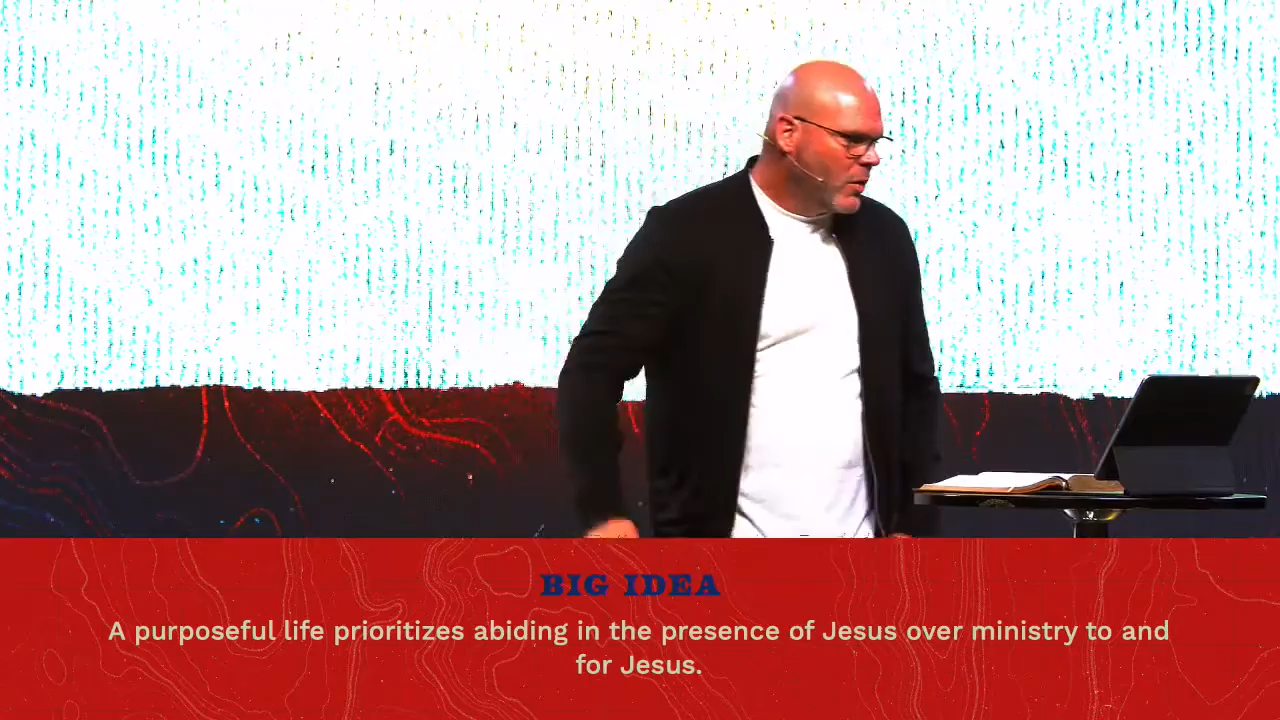 BIG IDEA
A purposeful life prioritizes abiding in the presence of Jesus over ministry to and
for Jesus.